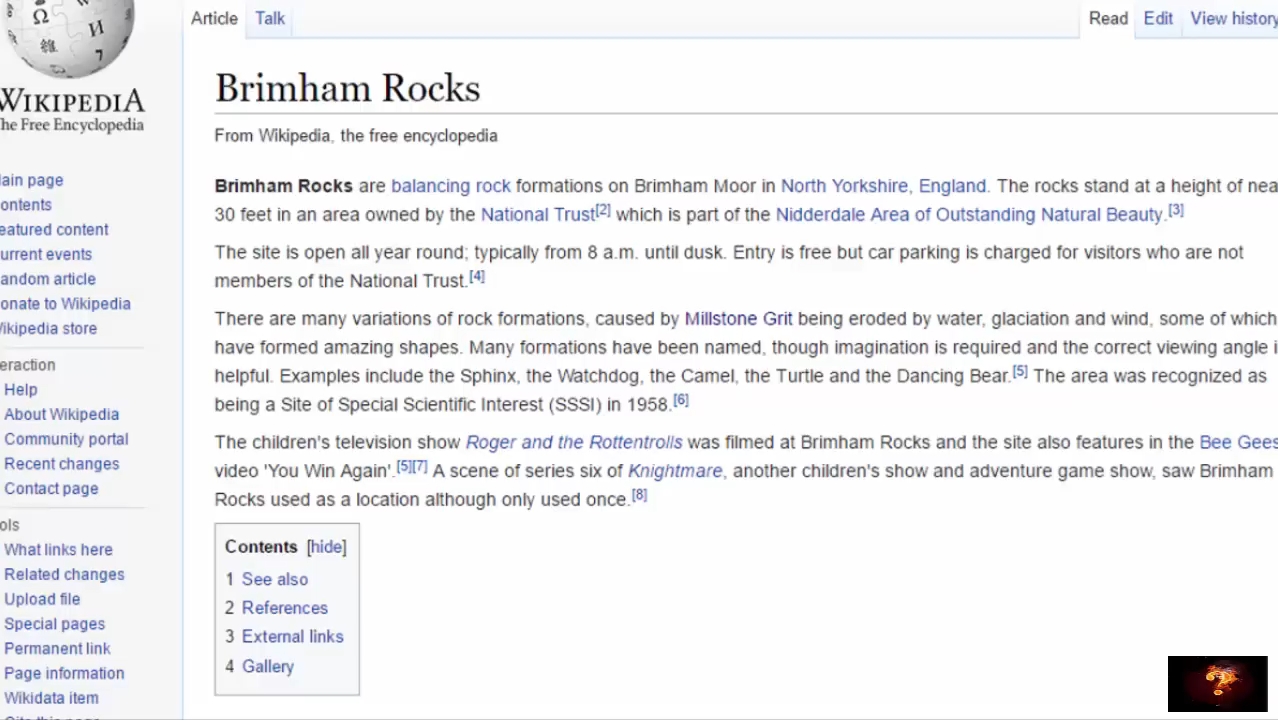 Article Talk Read Edit View history
WIKIPEDIA
The Free Encyclopedia
Brimham Rocks
From Wikipedia, the free encyclopedia
Brimham Rocks are balancing rock formations on Brimham Moor in North Yorkshire, England. The rocks stand at a height of nea
30 feet in an area owned by the National Trust[2] which is part of the Nidderdale Area of Outstanding Natural Beauty.[3]
The site is open all year round; typically from 8 a.m. until dusk. Entry is free but car parking is charged for visitors who are not
members of the National Trust.[4]
There are many variations of rock formations, caused by Millstone Grit being eroded by water, glaciation and wind, some of which
have formed amazing shapes. Many formations have been named, though imagination is required and the correct viewing angle i
helpful. Examples include the Sphinx, the Watchdog, the Camel, the Turtle and the Dancing Bear.[5] The area was recognized as
being a Site of Special Scientific Interest (SSSI) in 1958.[6]
The children's television show Roger and the Rottentrolls was filmed at Brimham Rocks and the site also features in the Bee Gees
video 'You Win Again'.[5][7] A scene of series six of Knightmare, another children's show and adventure game show, saw Brimham
Rocks used as a location although only used once.[8]
Contents [hide]
1 See also
2 References
3 External links
4 Gallery
ain page
ontents
eatured content
urrent events
andom article
onate to Wikipedia
ikipedia store
eraction
Help
About Wikipedia
Community portal
Recent changes
Contact page
ols
What links here
Related changes
Upload file
Special pages
Permanent link
Page information
Wikidata item
Cite this page